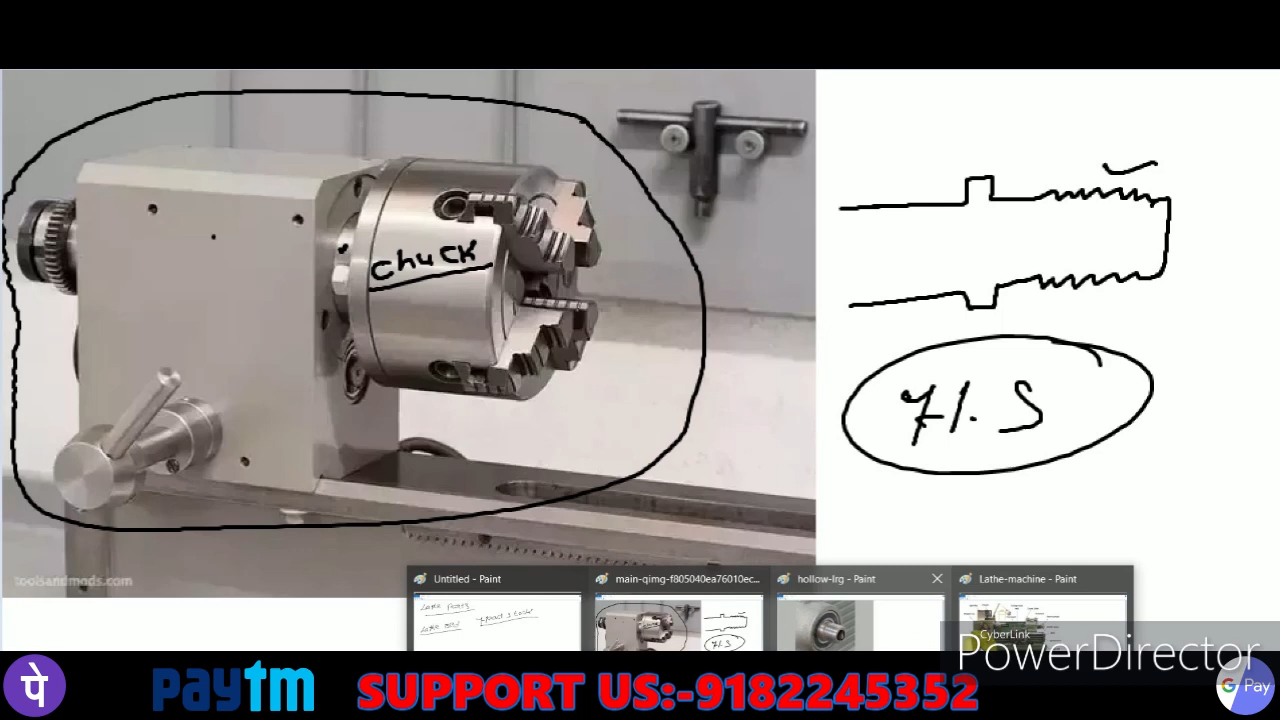 chuck
H.S
toolsandmods.com
Untitled - Paint
main-qimg-f805040ea76010ec...
hollow-lrg - Paint
Lathe-machine - Paint
CyberLink
PowerDirector
पे
paytm
SUPPORT US:-9182245352
G Pay